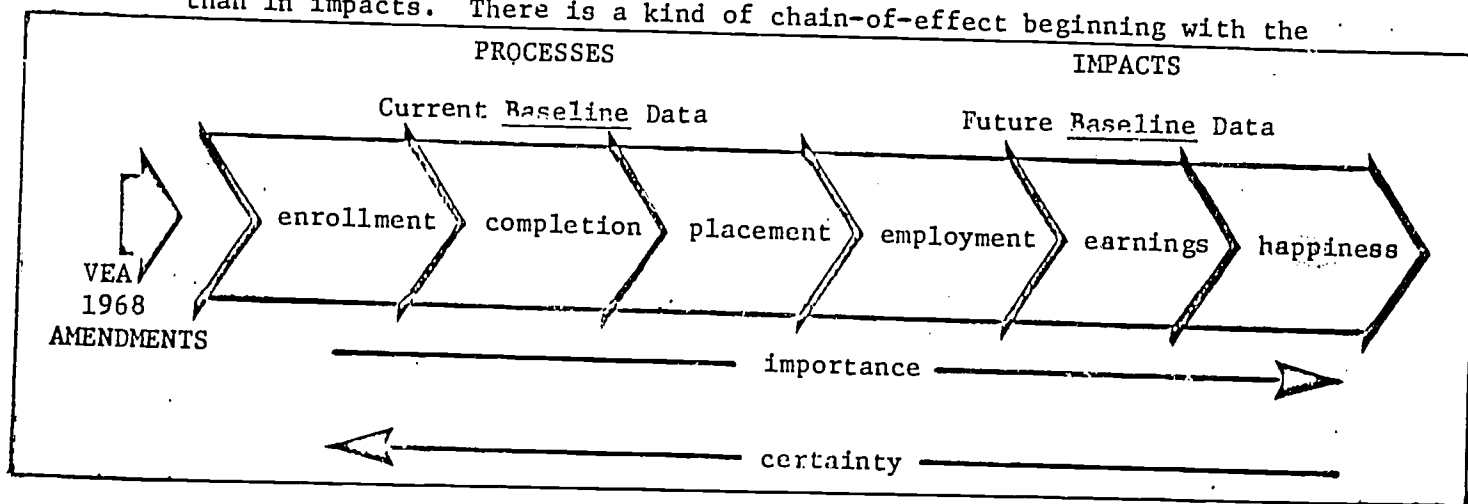 than in impacts. There is a kind of chain-of-effect beginning with the
PROCESSES
IMPACTS
Current Baseline Data
Future Baseline Data
enrollment
completion
placement
employment
earnings
happiness
VEA
1968
AMENDMENTS
importance
certainty